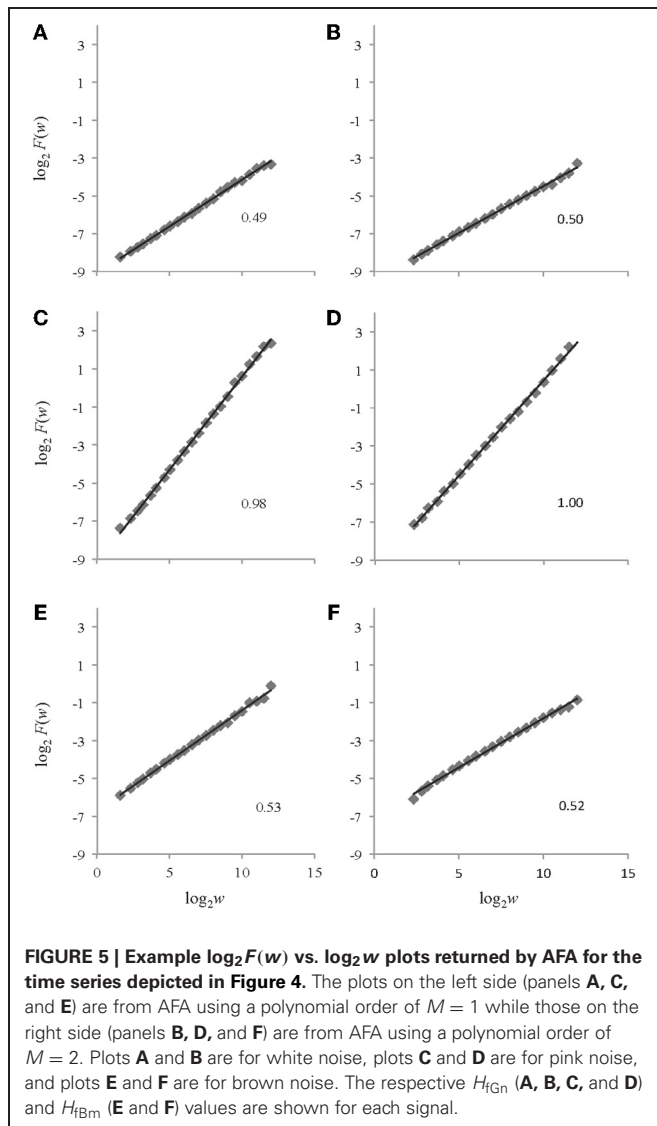 A
B
3
1
-1
-3
-5
-7
-9
log₂ F(w)
0.49
3
1
-1
-3
-5
-7
-9
0.50
C
D
3
1
-1
-3
-5
-7
-9
log₂ F(w)
0.98
3
1
-1
-3
-5
-7
-9
1.00
E
F
3
1
-1
-3
-5
-7
-9
log₂ F(w)
0.53
0 5 10 15
log₂w
3
1
-1
-3
-5
-7
-9
0.52
0 5 10 15
log₂w
FIGURE 5 | Example log₂F(w) vs. log₂w plots returned by AFA for the
time series depicted in Figure 4. The plots on the left side (panels A, C,
and E) are from AFA using a polynomial order of M = 1 while those on the
right side (panels B, D, and F) are from AFA using a polynomial order of
M = 2. Plots A and B are for white noise, plots C and D are for pink noise,
and plots E and F are for brown noise. The respective HfGn (A, B, C, and D)
and HfBm (E and F) values are shown for each signal.